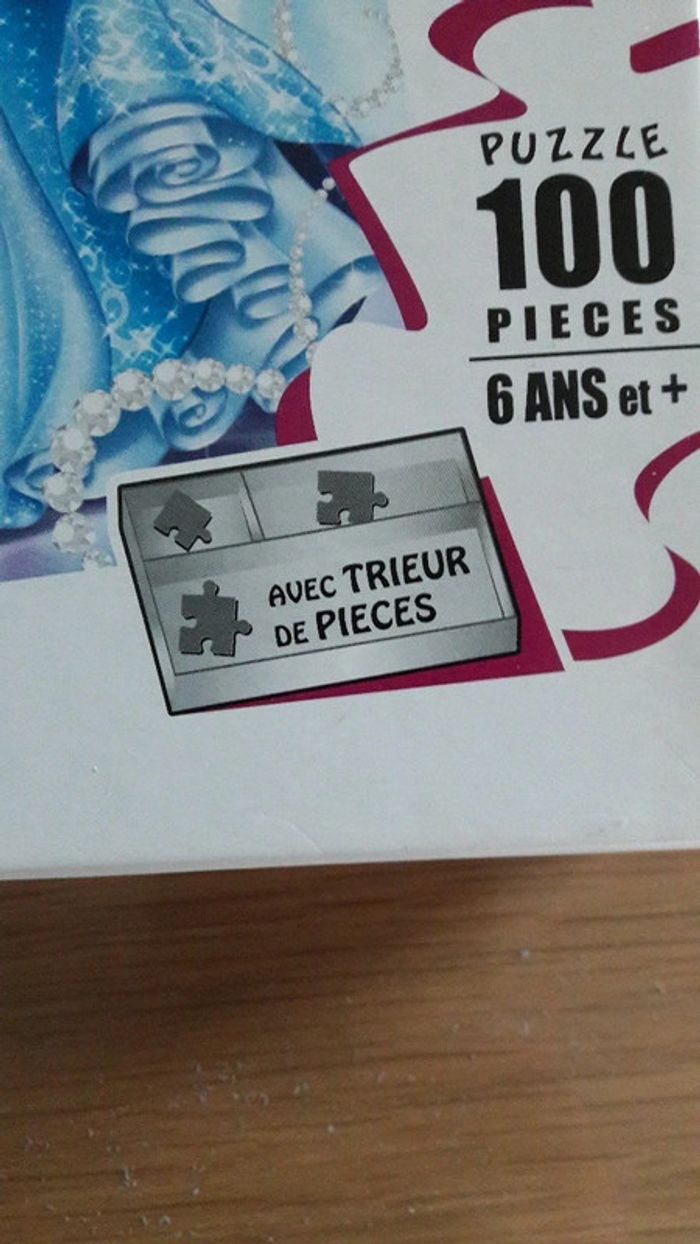 PUZZLE
100
PIECES
6 ANS et +
AVEC TRIEUR
DE PIECES